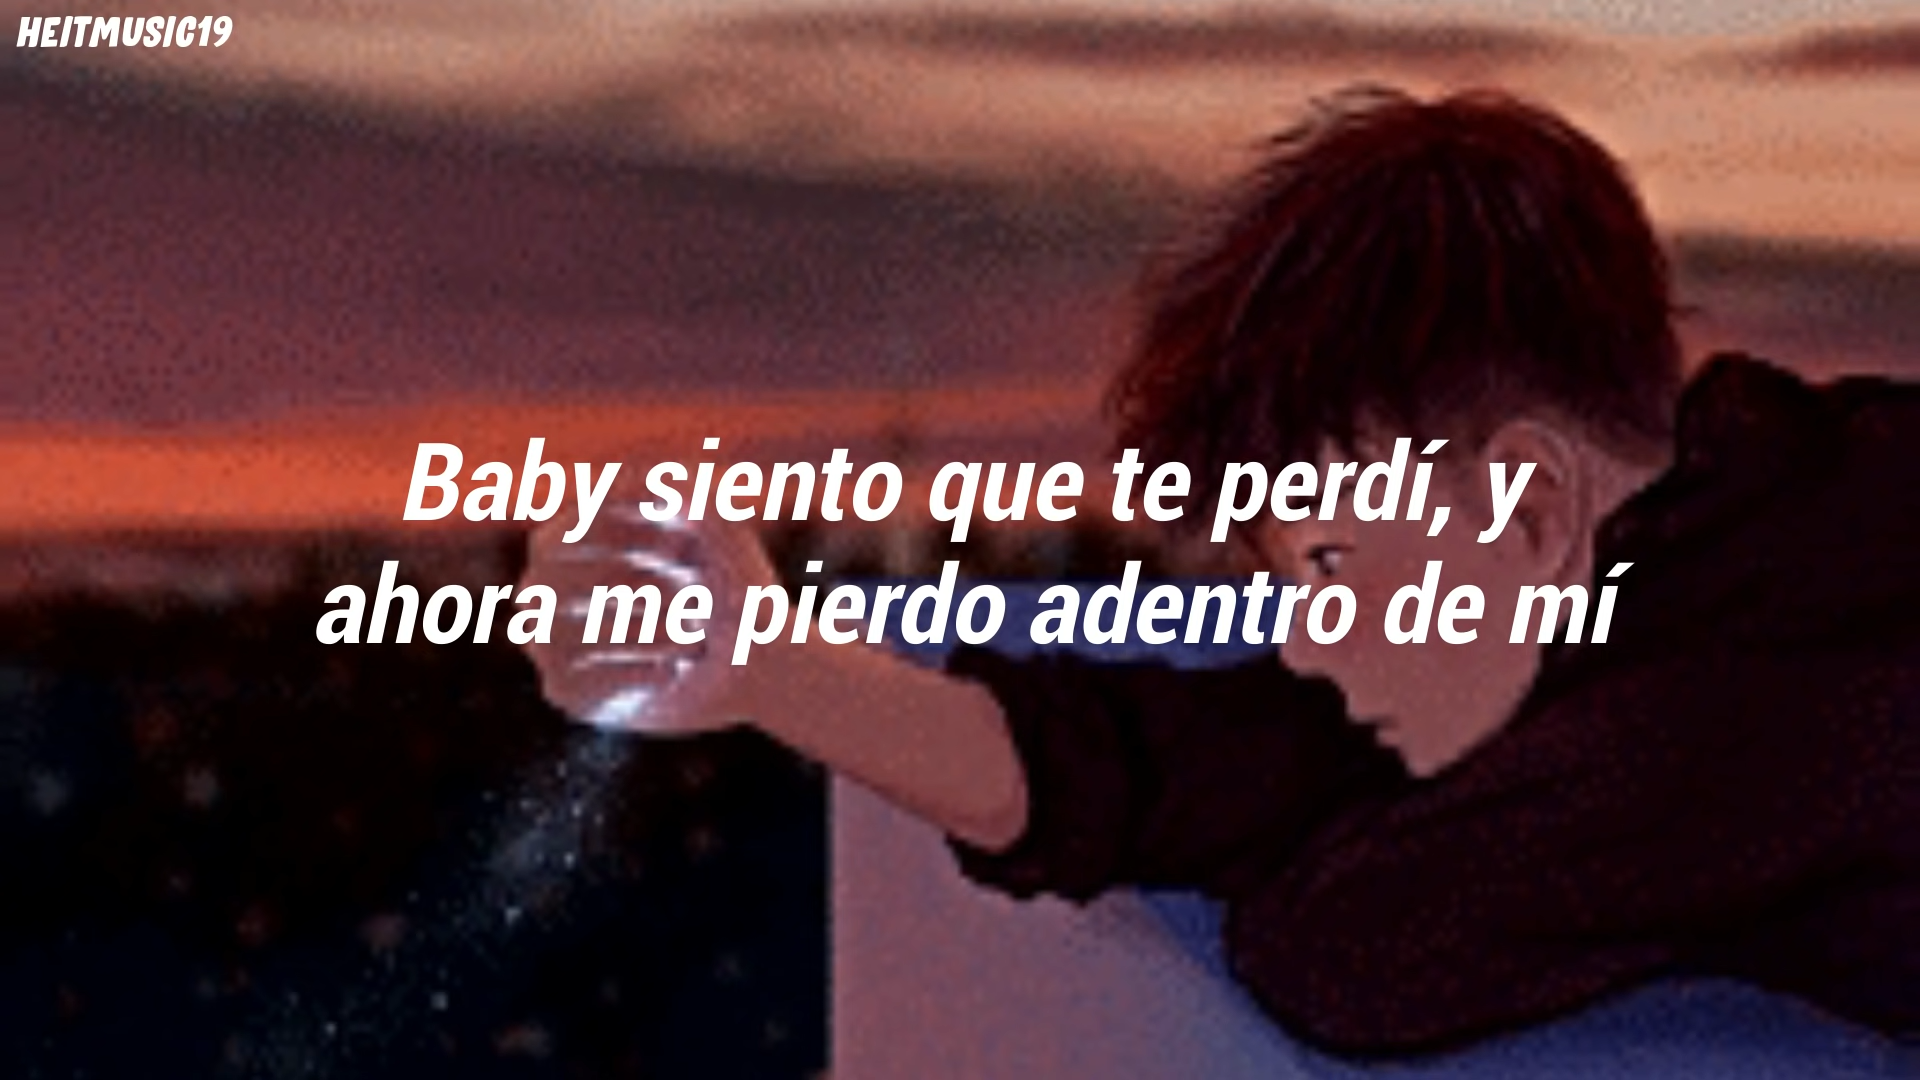 HEITMUSIC19
Baby siento que te perdí, y
ahora me pierdo adentro de mí